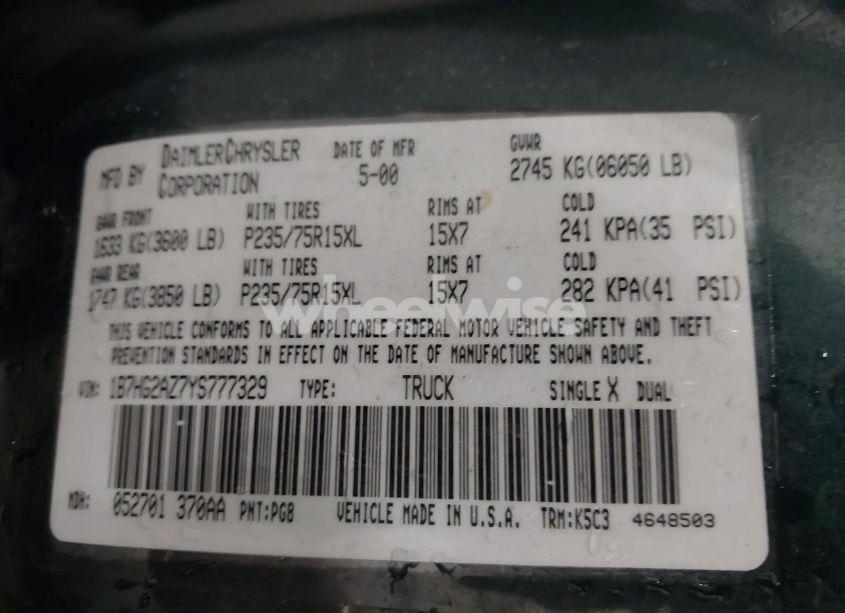 MFD BY DAIMLERCHRYSLER CORPORATION DATE OF MFR 5-00 GVWR 2745 KG(06050 LB)
GAWR FRONT WITH TIRES RIMS AT COLD
1633 KG(3600 LB) P235/75R15XL 15X7 241 KPA(35 PSI)
GAWR REAR WITH TIRES RIMS AT COLD
1747 KG(3850 LB) P235/75R15XL 15X7 282 KPA(41 PSI)
wheelwise
THIS VEHICLE CONFORMS TO ALL APPLICABLE FEDERAL MOTOR VEHICLE SAFETY AND THEFT
PREVENTION STANDARDS IN EFFECT ON THE DATE OF MANUFACTURE SHOWN ABOVE.
VIN: 1B7HG2AZ7YS777329 TYPE: TRUCK SINGLE X DUAL
MDH: 052701 370AA PNT:PG8 VEHICLE MADE IN U.S.A. TRM:K5C3 4648503